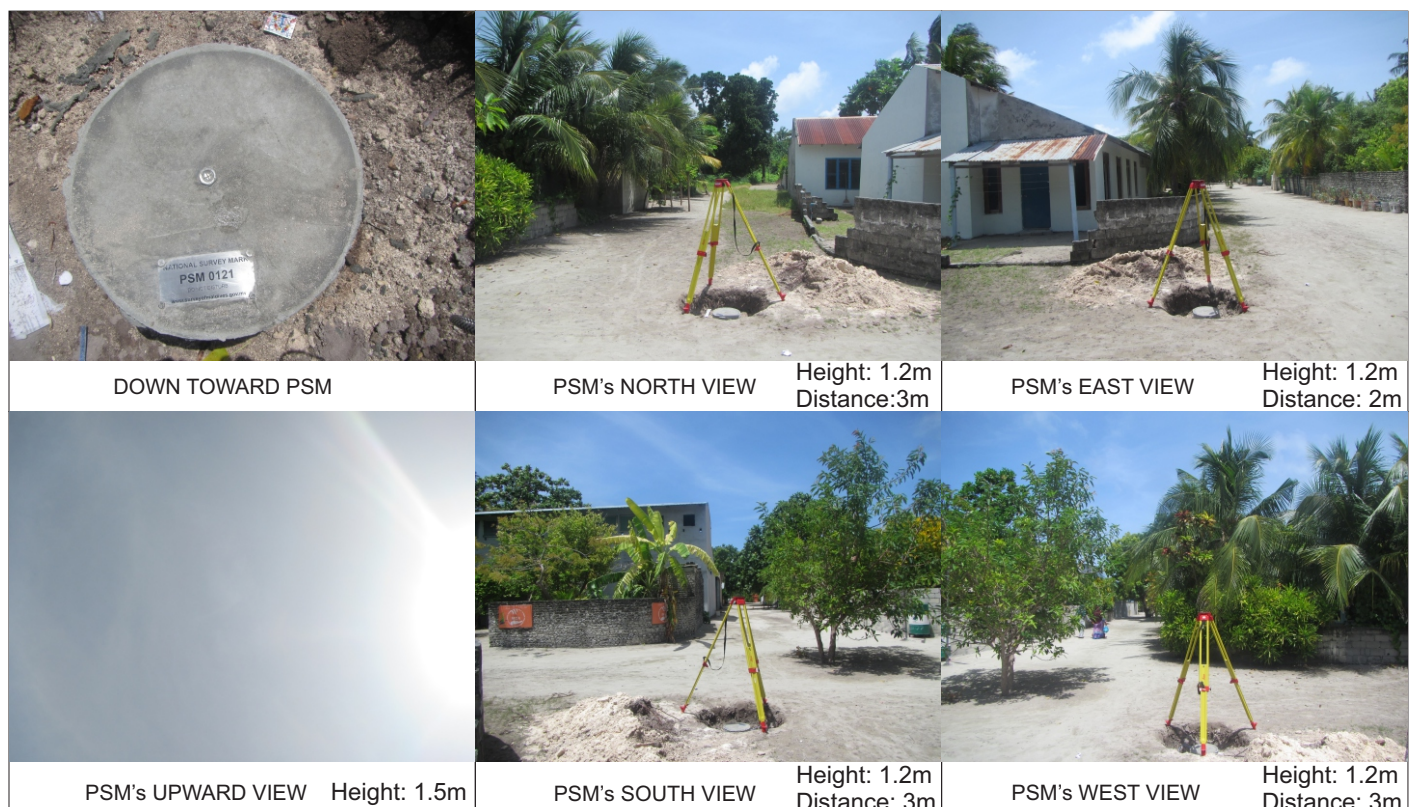 NATIONAL SURVEY MARK
PSM 0121
DOWN TOWARD PSM
PSM's NORTH VIEW
Height: 1.2m
Distance:3m
PSM's EAST VIEW
Height: 1.2m
Distance: 2m
PSM's UPWARD VIEW
Height: 1.5m
PSM's SOUTH VIEW
Height: 1.2m
Distance: 3m
PSM's WEST VIEW
Height: 1.2m
Distance: 3m